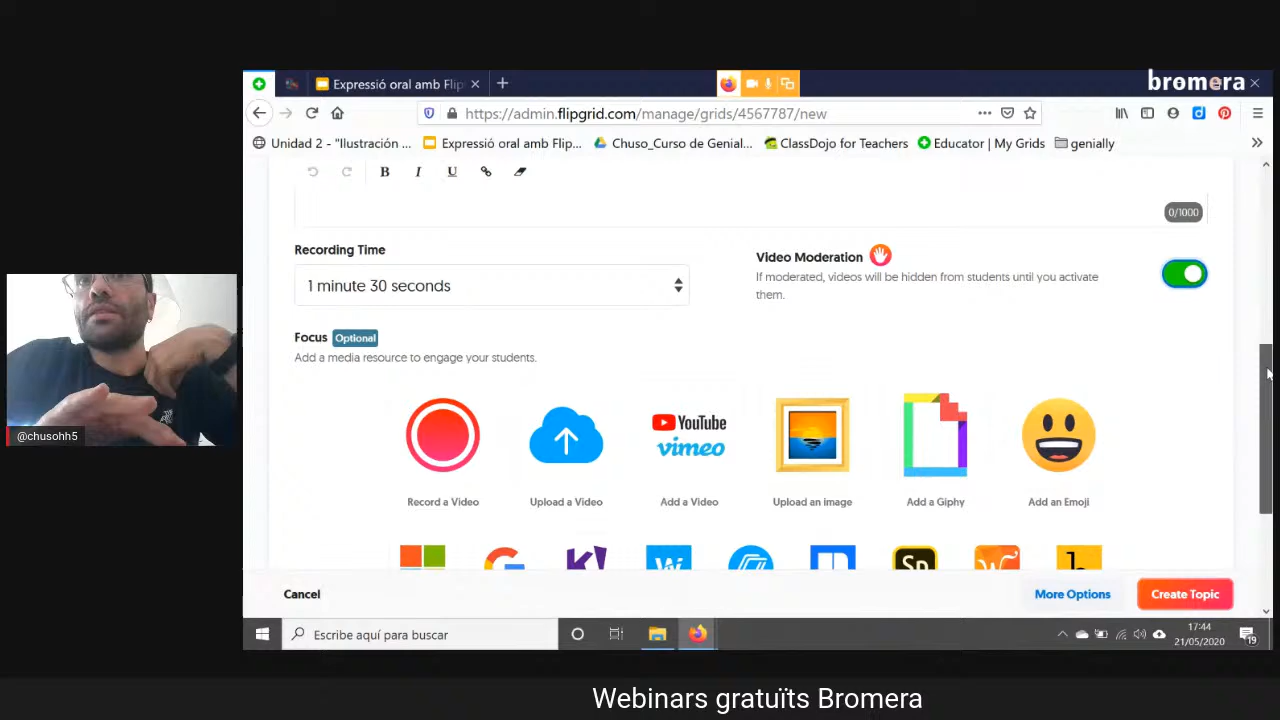 Expressió oral amb Flip
bromera
https://admin.flipgrid.com/manage/grids/4567787/new
Unidad 2 - "Ilustración ...
Expressió oral amb Flip...
Chuso_Curso de Genial...
ClassDojo for Teachers
Educator | My Grids
genially
B I U
0/1000
Recording Time
1 minute 30 seconds
Video Moderation
If moderated, videos will be hidden from students until you activate
them.
Focus Optional
Add a media resource to engage your students.
YouTube
vimeo
Record a Video
Upload a Video
Add a Video
Upload an image
Add a Giphy
Add an Emoji
Sp
Cancel
More Options
Create Topic
Escribe aquí para buscar
17:44
21/05/2020
19
@chusohh5
Webinars gratuïts Bromera